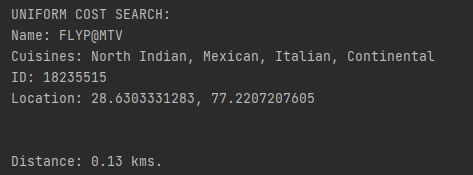 UNIFORM COST SEARCH:
Name: FLYP@MTV
Cuisines: North Indian, Mexican, Italian, Continental
ID: 18235515
Location: 28.6303331283, 77.2207207605
Distance: 0.13 kms.